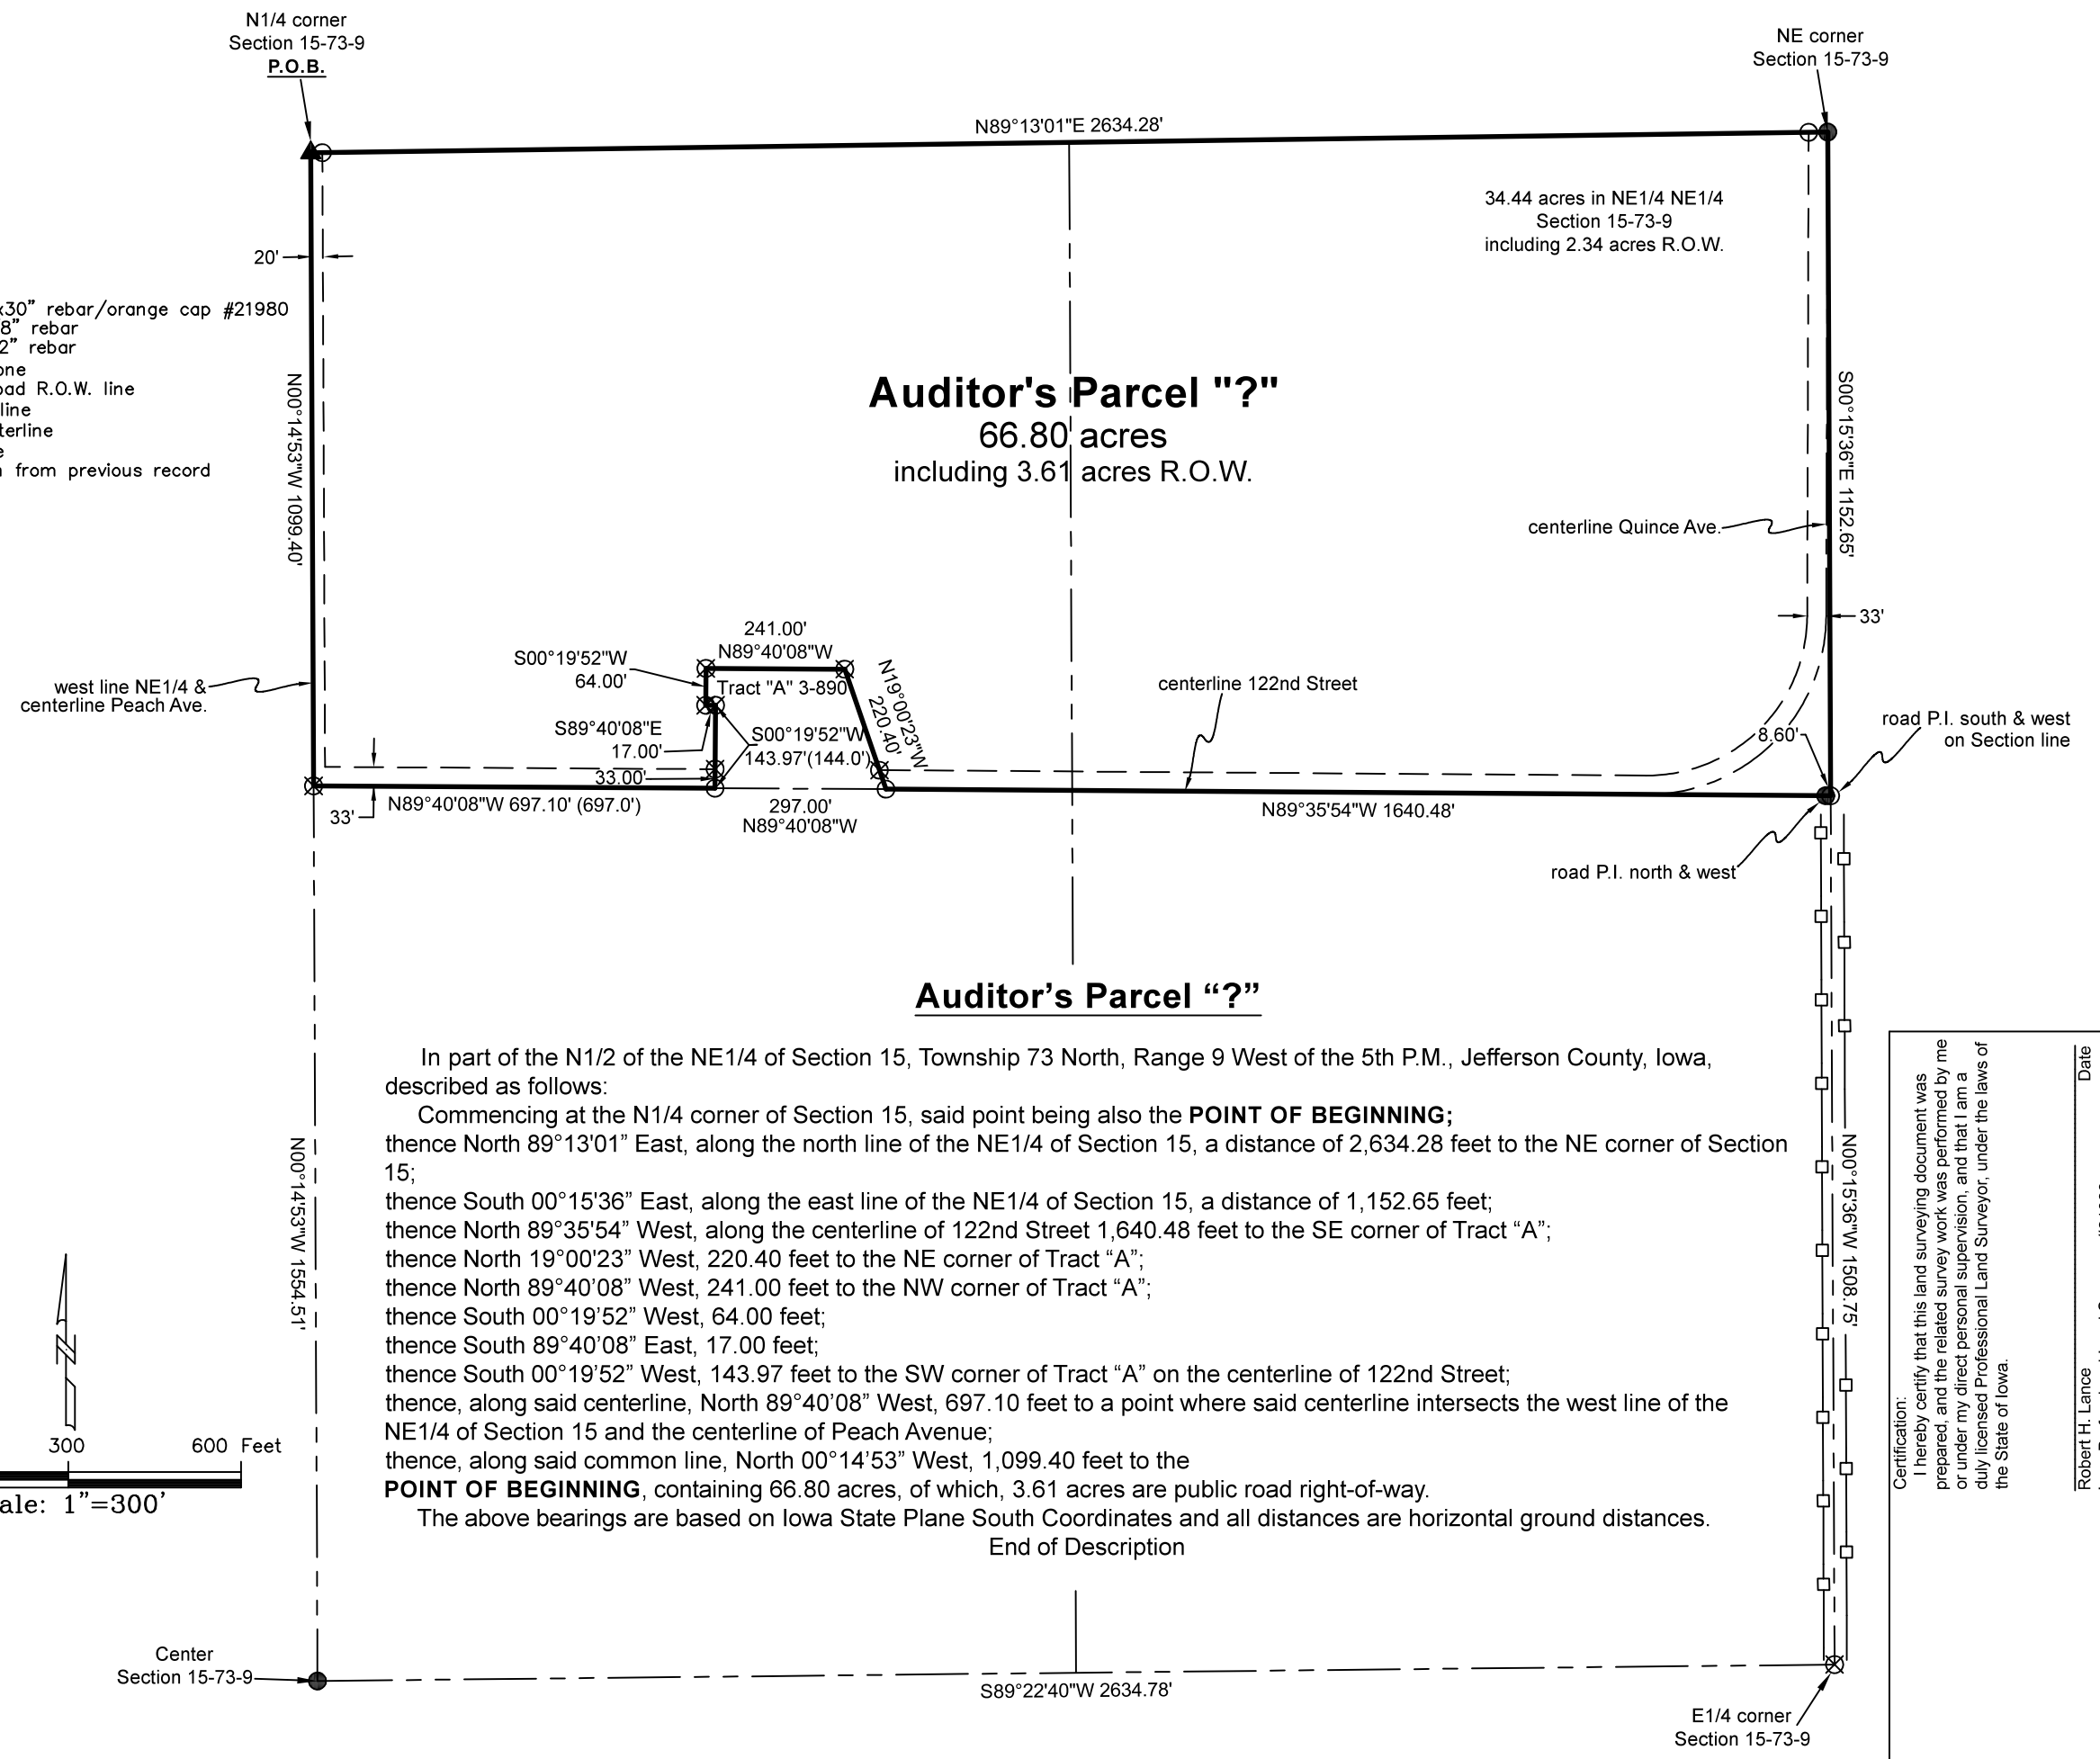 N1/4 corner
Section 15-73-9
P.O.B.
NE corner
Section 15-73-9
N89°13'01"E 2634.28'
34.44 acres in NE1/4 NE1/4
Section 15-73-9
including 2.34 acres R.O.W.
20'
x30" rebar/orange cap #21980
8" rebar
2" rebar
one
oad R.O.W. line
line
terline
e
from previous record
N00°14'53"W 1099.40'
Auditor's Parcel "?"
66.80 acres
including 3.61 acres R.O.W.
S00°15'36"E 1152.65'
centerline Quince Ave.
33'
241.00'
N89°40'08"W
S00°19'52"W
64.00'
Tract "A" 3-890
N19°00'23"W
220.40'
west line NE1/4 &
centerline Peach Ave.
centerline 122nd Street
S89°40'08"E
17.00'
S00°19'52"W
143.97'(144.0')
33.00'
8.60'
road P.I. south & west
on Section line
33'
N89°40'08"W 697.10' (697.0')
297.00'
N89°40'08"W
N89°35'54"W 1640.48'
road P.I. north & west
Auditor’s Parcel “?”
In part of the N1/2 of the NE1/4 of Section 15, Township 73 North, Range 9 West of the 5th P.M., Jefferson County, Iowa,
described as follows:
Commencing at the N1/4 corner of Section 15, said point being also the POINT OF BEGINNING;
thence North 89°13'01” East, along the north line of the NE1/4 of Section 15, a distance of 2,634.28 feet to the NE corner of Section
15;
thence South 00°15'36” East, along the east line of the NE1/4 of Section 15, a distance of 1,152.65 feet;
thence North 89°35'54” West, along the centerline of 122nd Street 1,640.48 feet to the SE corner of Tract “A”;
thence North 19°00'23” West, 220.40 feet to the NE corner of Tract “A”;
thence North 89°40’08” West, 241.00 feet to the NW corner of Tract “A”;
thence South 00°19’52” West, 64.00 feet;
thence South 89°40’08” East, 17.00 feet;
thence South 00°19’52” West, 143.97 feet to the SW corner of Tract “A” on the centerline of 122nd Street;
thence, along said centerline, North 89°40’08” West, 697.10 feet to a point where said centerline intersects the west line of the
NE1/4 of Section 15 and the centerline of Peach Avenue;
thence, along said common line, North 00°14’53” West, 1,099.40 feet to the
POINT OF BEGINNING, containing 66.80 acres, of which, 3.61 acres are public road right-of-way.
The above bearings are based on Iowa State Plane South Coordinates and all distances are horizontal ground distances.
End of Description
N00°14'53"W 1554.51'
N00°15'36"W 1508.75'
N
300
600 Feet
ale: 1"=300'
Certification:
I hereby certify that this land surveying document was
prepared, and the related survey work was performed by me
or under my direct personal supervision, and that I am a
duly licensed Professional Land Surveyor, under the laws of
the State of Iowa.
Robert H. Lance
Date
Center
Section 15-73-9
S89°22'40"W 2634.78'
E1/4 corner
Section 15-73-9